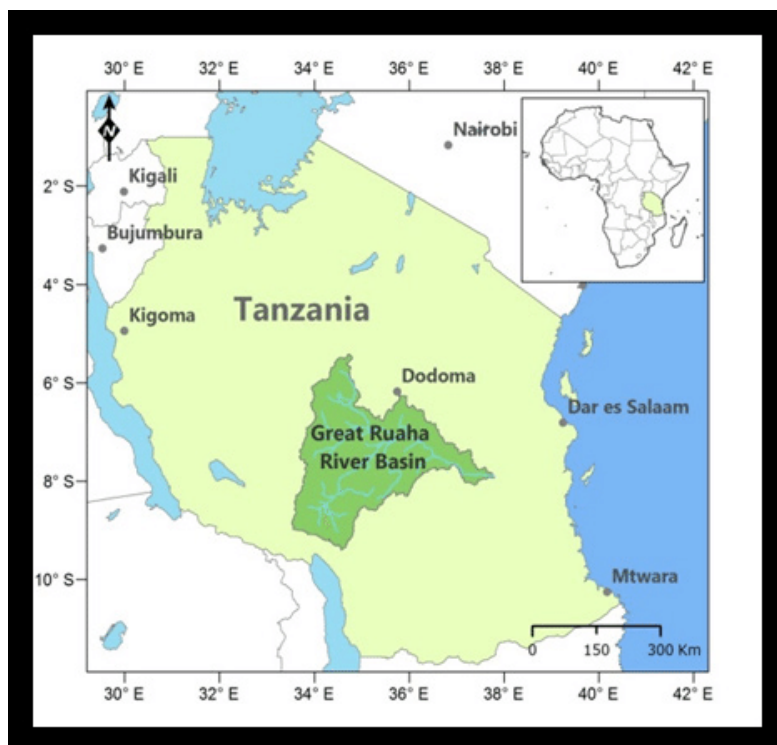 30° E 32° E 34° E 36° E 38° E 40° E 42° E
N
Nairobi
2° S
Kigali
Bujumbura
4° S
Kigoma
Tanzania
6° S
Dodoma
Dar es Salaam
Great Ruaha
River Basin
8° S
10° S
Mtwara
0 150 300 Km
30° E 32° E 34° E 36° E 38° E 40° E 42° E